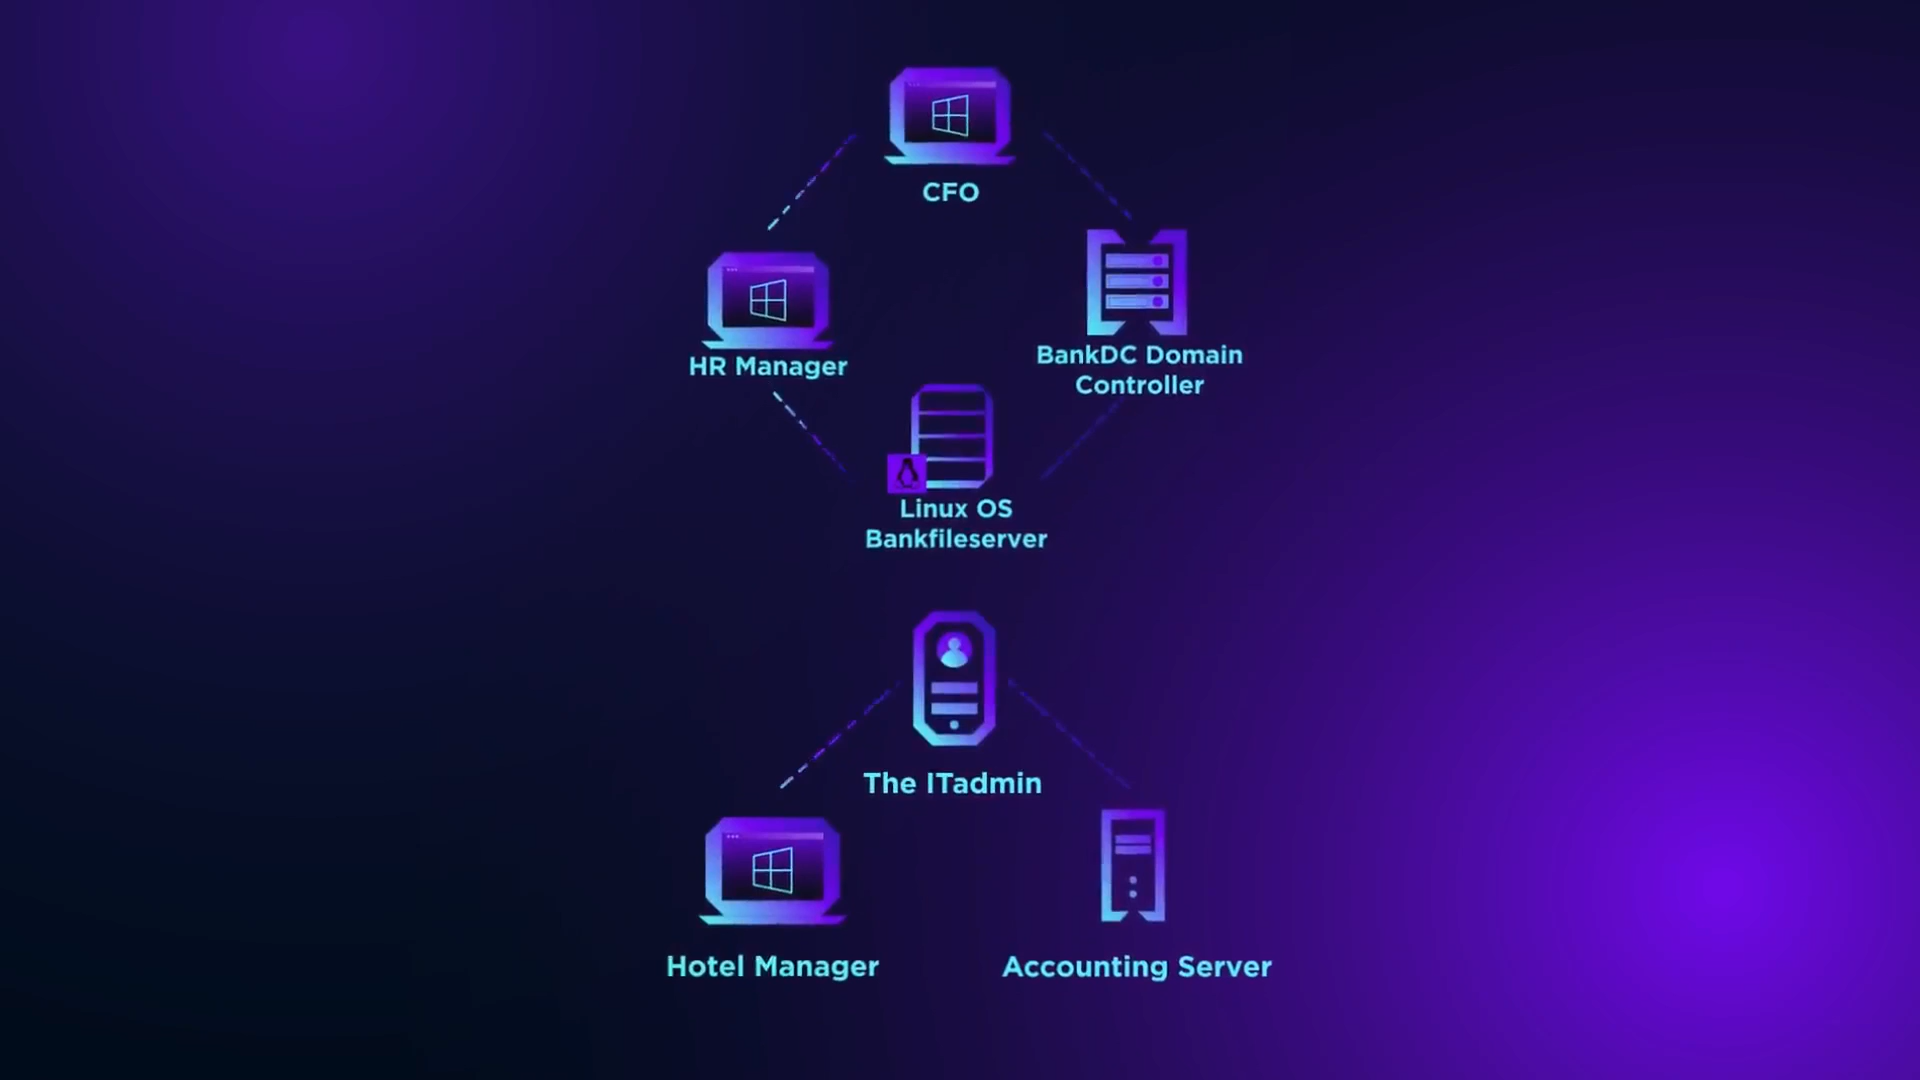 CFO
HR Manager
BankDC Domain
Controller
Linux OS
Bankfileserver
The ITadmin
Hotel Manager
Accounting Server